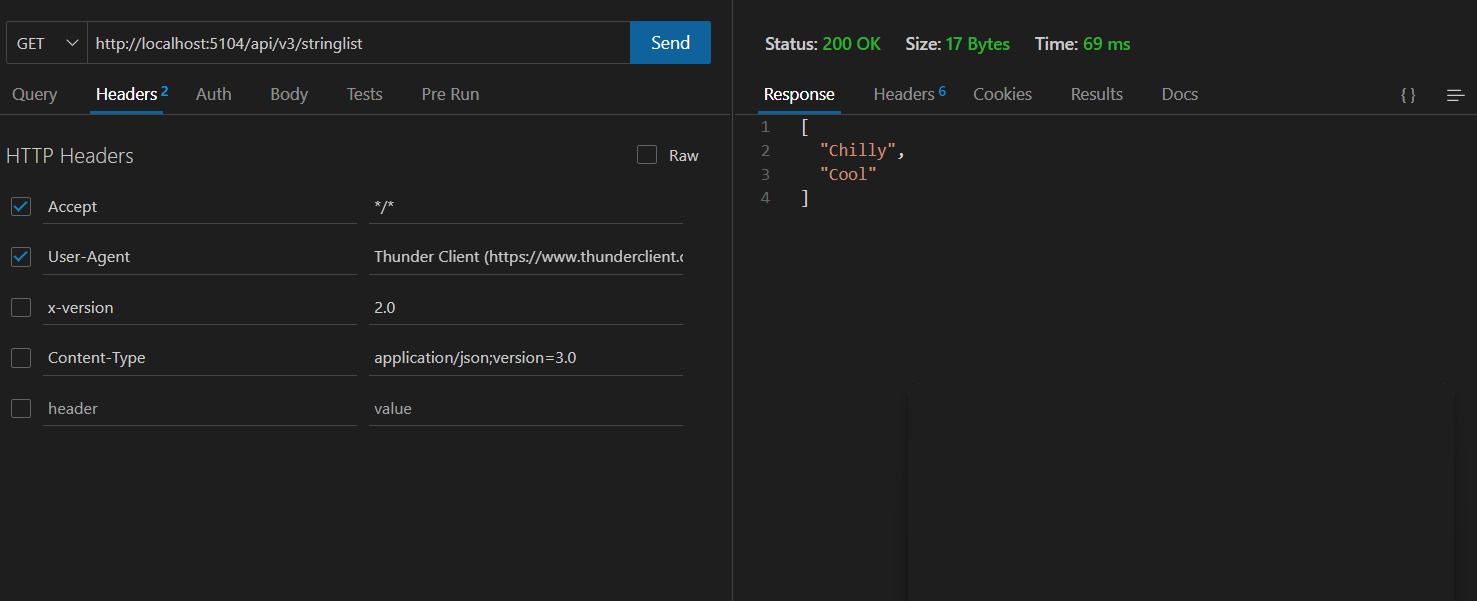 GET http://localhost:5104/api/v3/stringlist Send
Query Headers 2 Auth Body Tests Pre Run
HTTP Headers Raw
Accept */*
User-Agent Thunder Client (https://www.thunderclient.c
x-version 2.0
Content-Type application/json;version=3.0
header value
Status: 200 OK Size: 17 Bytes Time: 69 ms
Response Headers 6 Cookies Results Docs { }
1 [
2 "Chilly",
3 "Cool"
4 ]